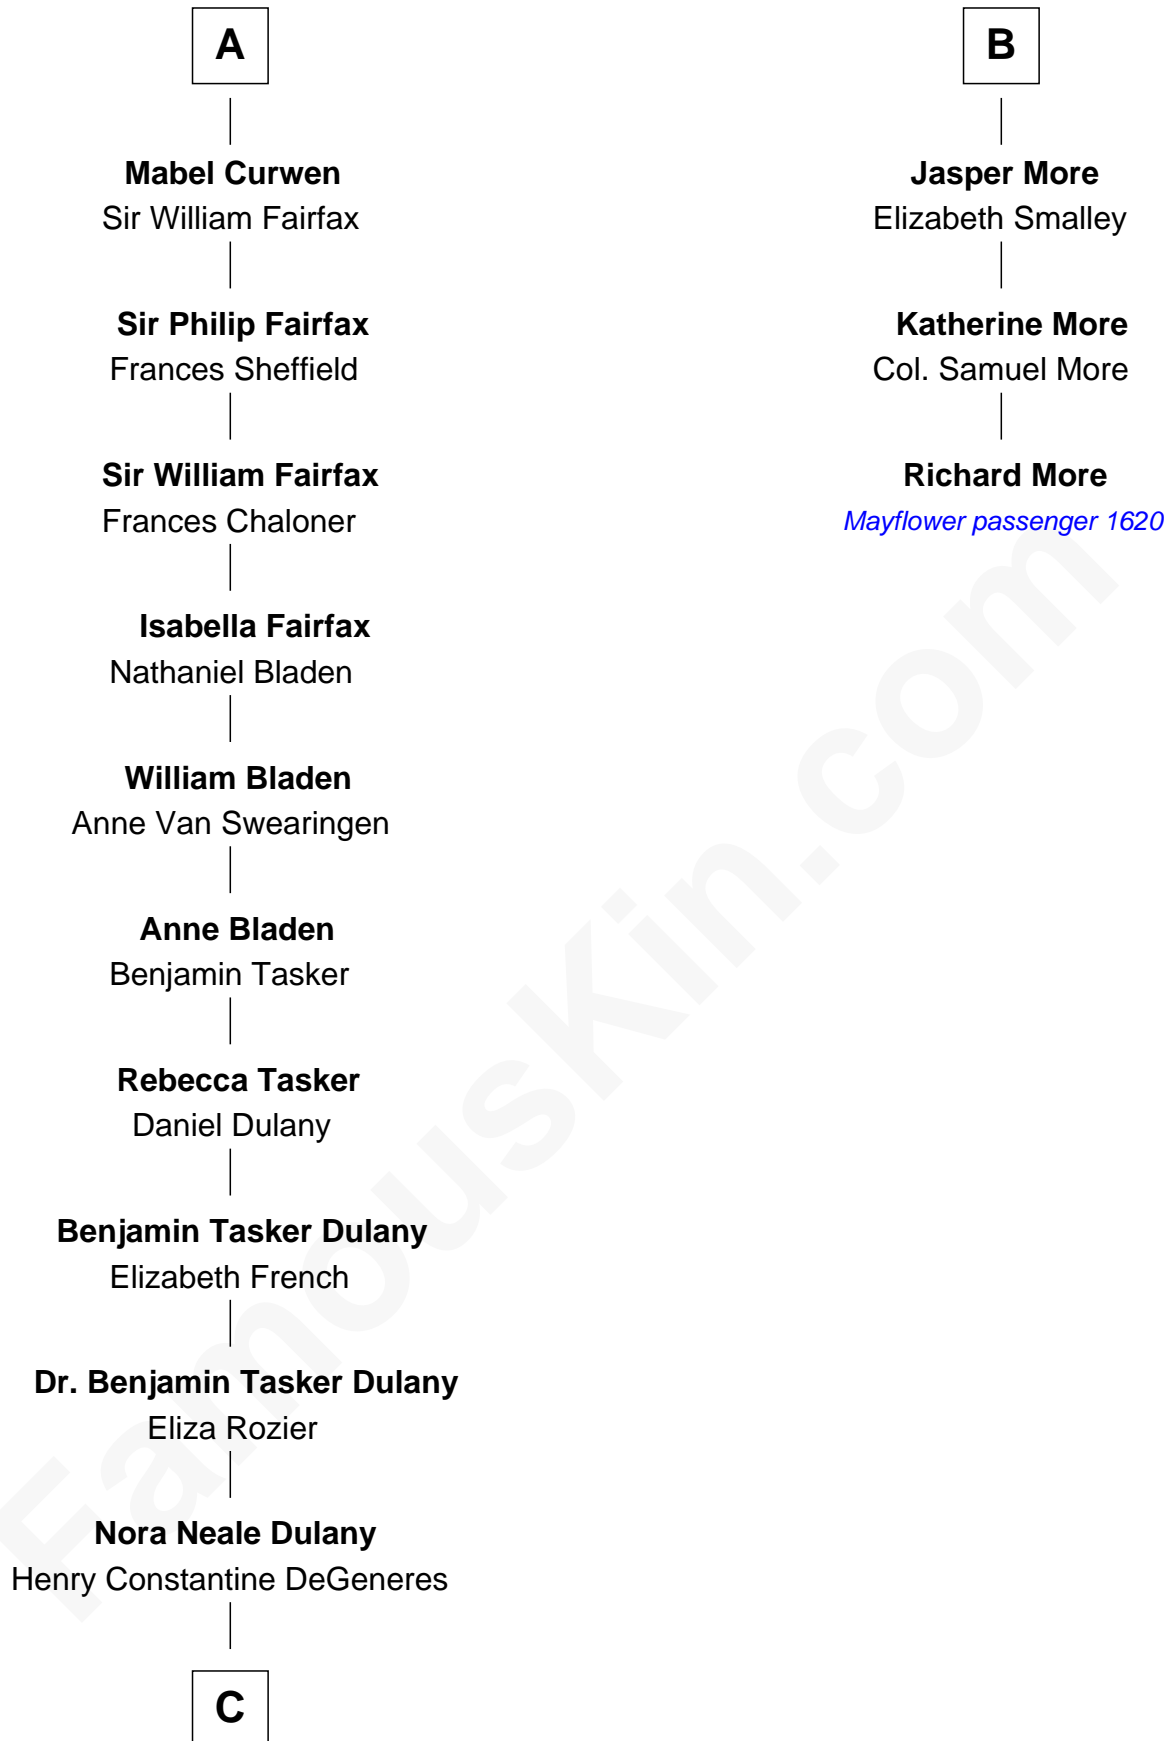 A
Mabel Curwen
Sir William Fairfax
Sir Philip Fairfax
Frances Sheffield
Sir William Fairfax
Frances Chaloner
Isabella Fairfax
Nathaniel Bladen
William Bladen
Anne Van Swearingen
Anne Bladen
Benjamin Tasker
Rebecca Tasker
Daniel Dulany
Benjamin Tasker Dulany
Elizabeth French
Dr. Benjamin Tasker Dulany
Eliza Rozier
Nora Neale Dulany
Henry Constantine DeGeneres
C
B
Jasper More
Elizabeth Smalley
Katherine More
Col. Samuel More
Richard More
Mayflower passenger 1620
FamousKin.com